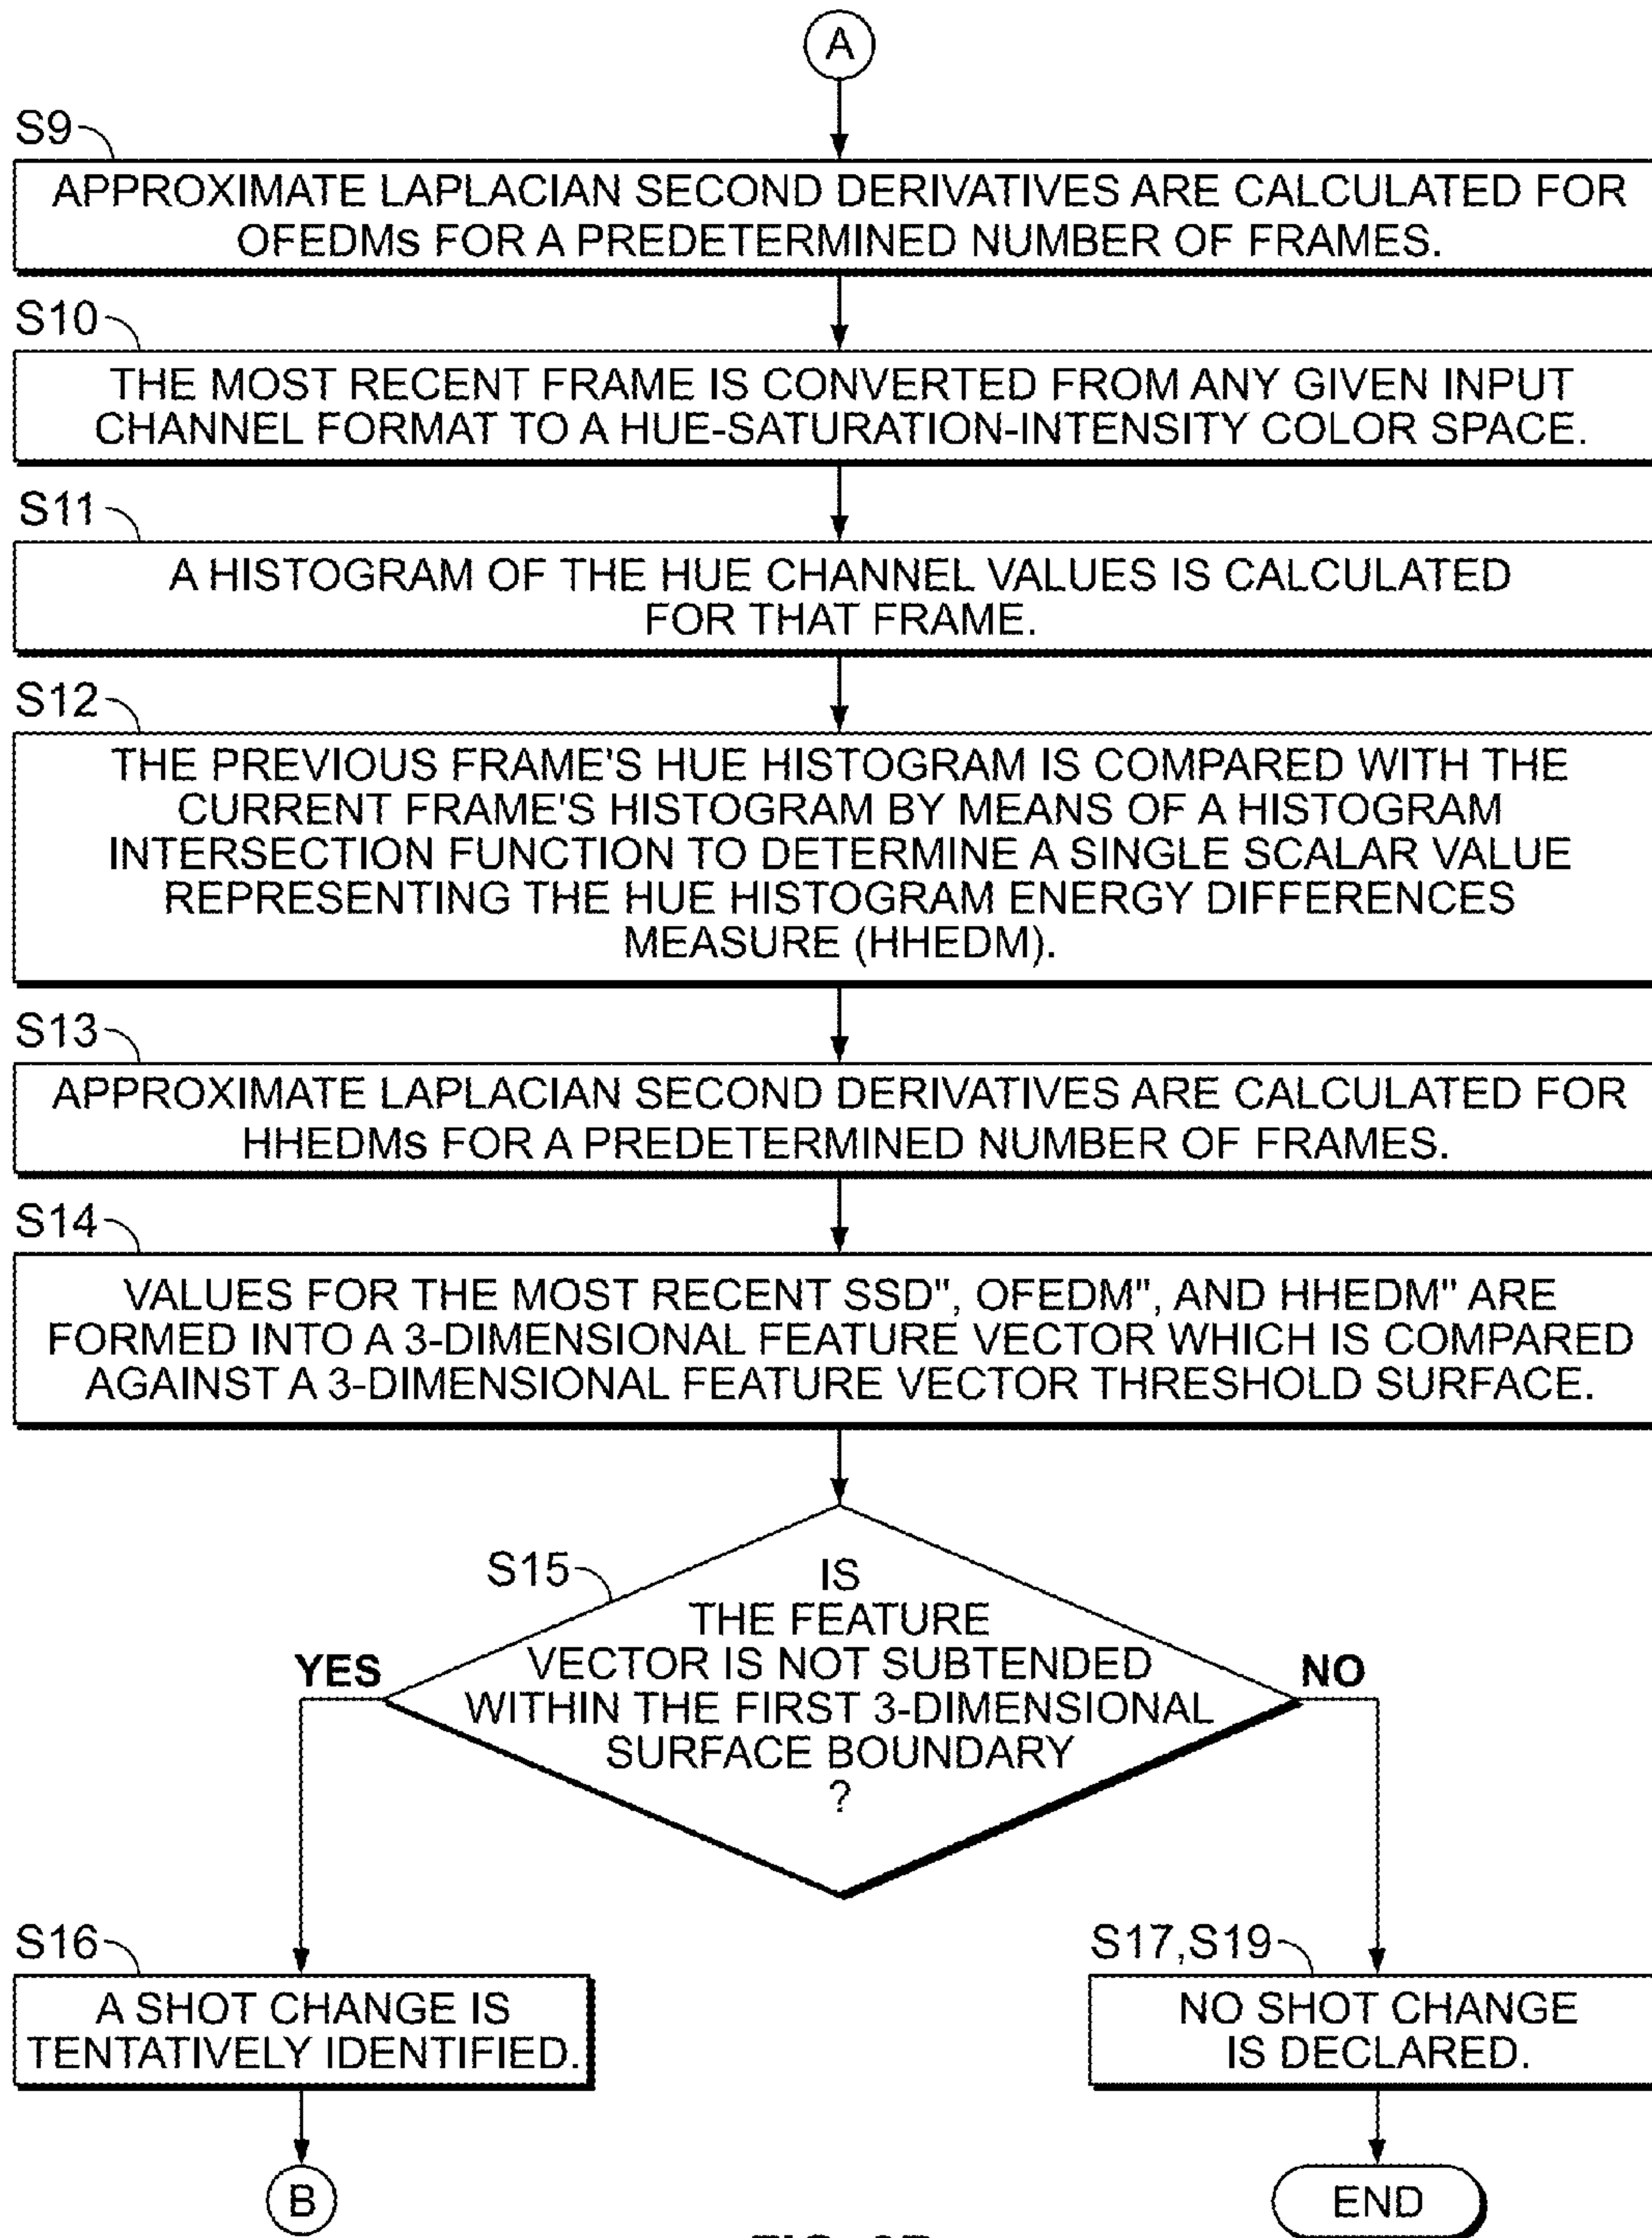 A
S9
APPROXIMATE LAPLACIAN SECOND DERIVATIVES ARE CALCULATED FOR
OFEDMs FOR A PREDETERMINED NUMBER OF FRAMES.
S10
THE MOST RECENT FRAME IS CONVERTED FROM ANY GIVEN INPUT
CHANNEL FORMAT TO A HUE-SATURATION-INTENSITY COLOR SPACE.
S11
A HISTOGRAM OF THE HUE CHANNEL VALUES IS CALCULATED
FOR THAT FRAME.
S12
THE PREVIOUS FRAME'S HUE HISTOGRAM IS COMPARED WITH THE
CURRENT FRAME'S HISTOGRAM BY MEANS OF A HISTOGRAM
INTERSECTION FUNCTION TO DETERMINE A SINGLE SCALAR VALUE
REPRESENTING THE HUE HISTOGRAM ENERGY DIFFERENCES
MEASURE (HHEDM).
S13
APPROXIMATE LAPLACIAN SECOND DERIVATIVES ARE CALCULATED FOR
HHEDMs FOR A PREDETERMINED NUMBER OF FRAMES.
S14
VALUES FOR THE MOST RECENT SSD", OFEDM", AND HHEDM" ARE
FORMED INTO A 3-DIMENSIONAL FEATURE VECTOR WHICH IS COMPARED
AGAINST A 3-DIMENSIONAL FEATURE VECTOR THRESHOLD SURFACE.
S15
IS
THE FEATURE
VECTOR IS NOT SUBTENDED
WITHIN THE FIRST 3-DIMENSIONAL
SURFACE BOUNDARY
?
YES
NO
S16
A SHOT CHANGE IS
TENTATIVELY IDENTIFIED.
S17,S19
NO SHOT CHANGE
IS DECLARED.
B
END